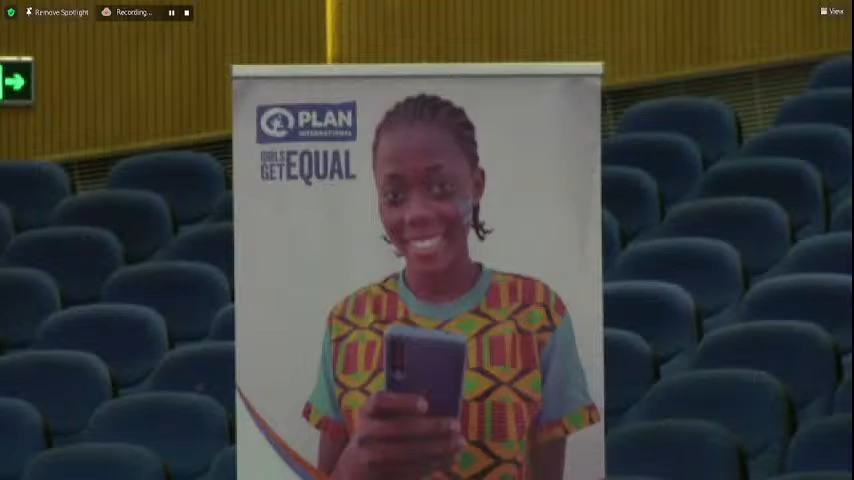 Remove Spotlight
Recording...
View
PLAN
INTERNATIONAL
GIRLS
GET EQUAL